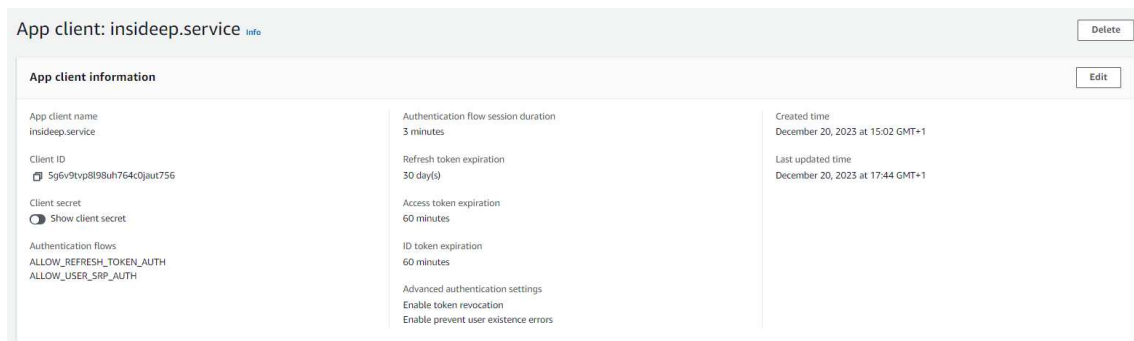 App client: insideep.service Info
Delete
App client information
Edit
App client name
insideep.service
Client ID
5g6v9tvp8l98uh764c0jaut756
Client secret
Show client secret
Authentication flows
ALLOW_REFRESH_TOKEN_AUTH
ALLOW_USER_SRP_AUTH
Authentication flow session duration
3 minutes
Refresh token expiration
30 day(s)
Access token expiration
60 minutes
ID token expiration
60 minutes
Advanced authentication settings
Enable token revocation
Enable prevent user existence errors
Created time
December 20, 2023 at 15:02 GMT+1
Last updated time
December 20, 2023 at 17:44 GMT+1